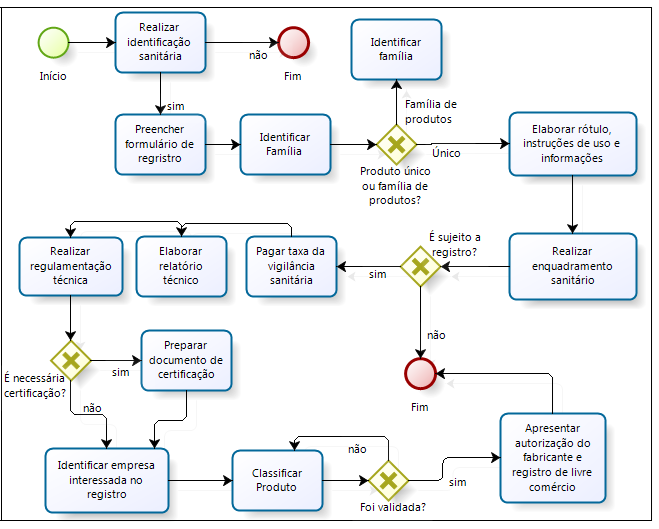 Início
Realizar
identificação
sanitária
não
Fim
sim
Preencher
formulário de
regristro
Identificar
Família
Identificar
família
Família de
produtos
Único
Produto único
ou família de
produtos?
Elaborar rótulo,
instruções de uso e
informações
Realizar
enquadramento
sanitário
É sujeito a
registro?
sim
não
Fim
Pagar taxa da
vigilância
sanitária
Elaborar
relatório
técnico
Realizar
regulamentação
técnica
É necessária
certificação?
sim
não
Preparar
documento de
certificação
Identificar empresa
interessada no
registro
Classificar
Produto
não
Foi validada?
sim
Apresentar
autorização do
fabricante e
registro de livre
comércio